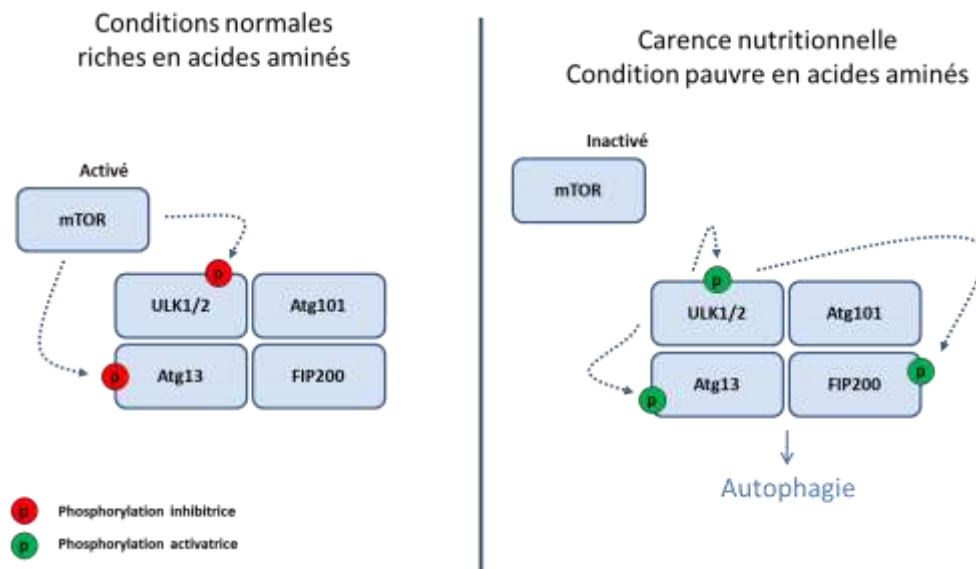 Conditions normales
riches en acides aminés
Activé
mTOR
p
ULK1/2
Atg101
p
Atg13
FIP200
p
Phosphorylation inhibitrice
p
Phosphorylation activatrice
Carence nutritionnelle
Condition pauvre en acides aminés
Inactivé
mTOR
p
ULK1/2
Atg101
Atg13
FIP200
p
p
Autophagie